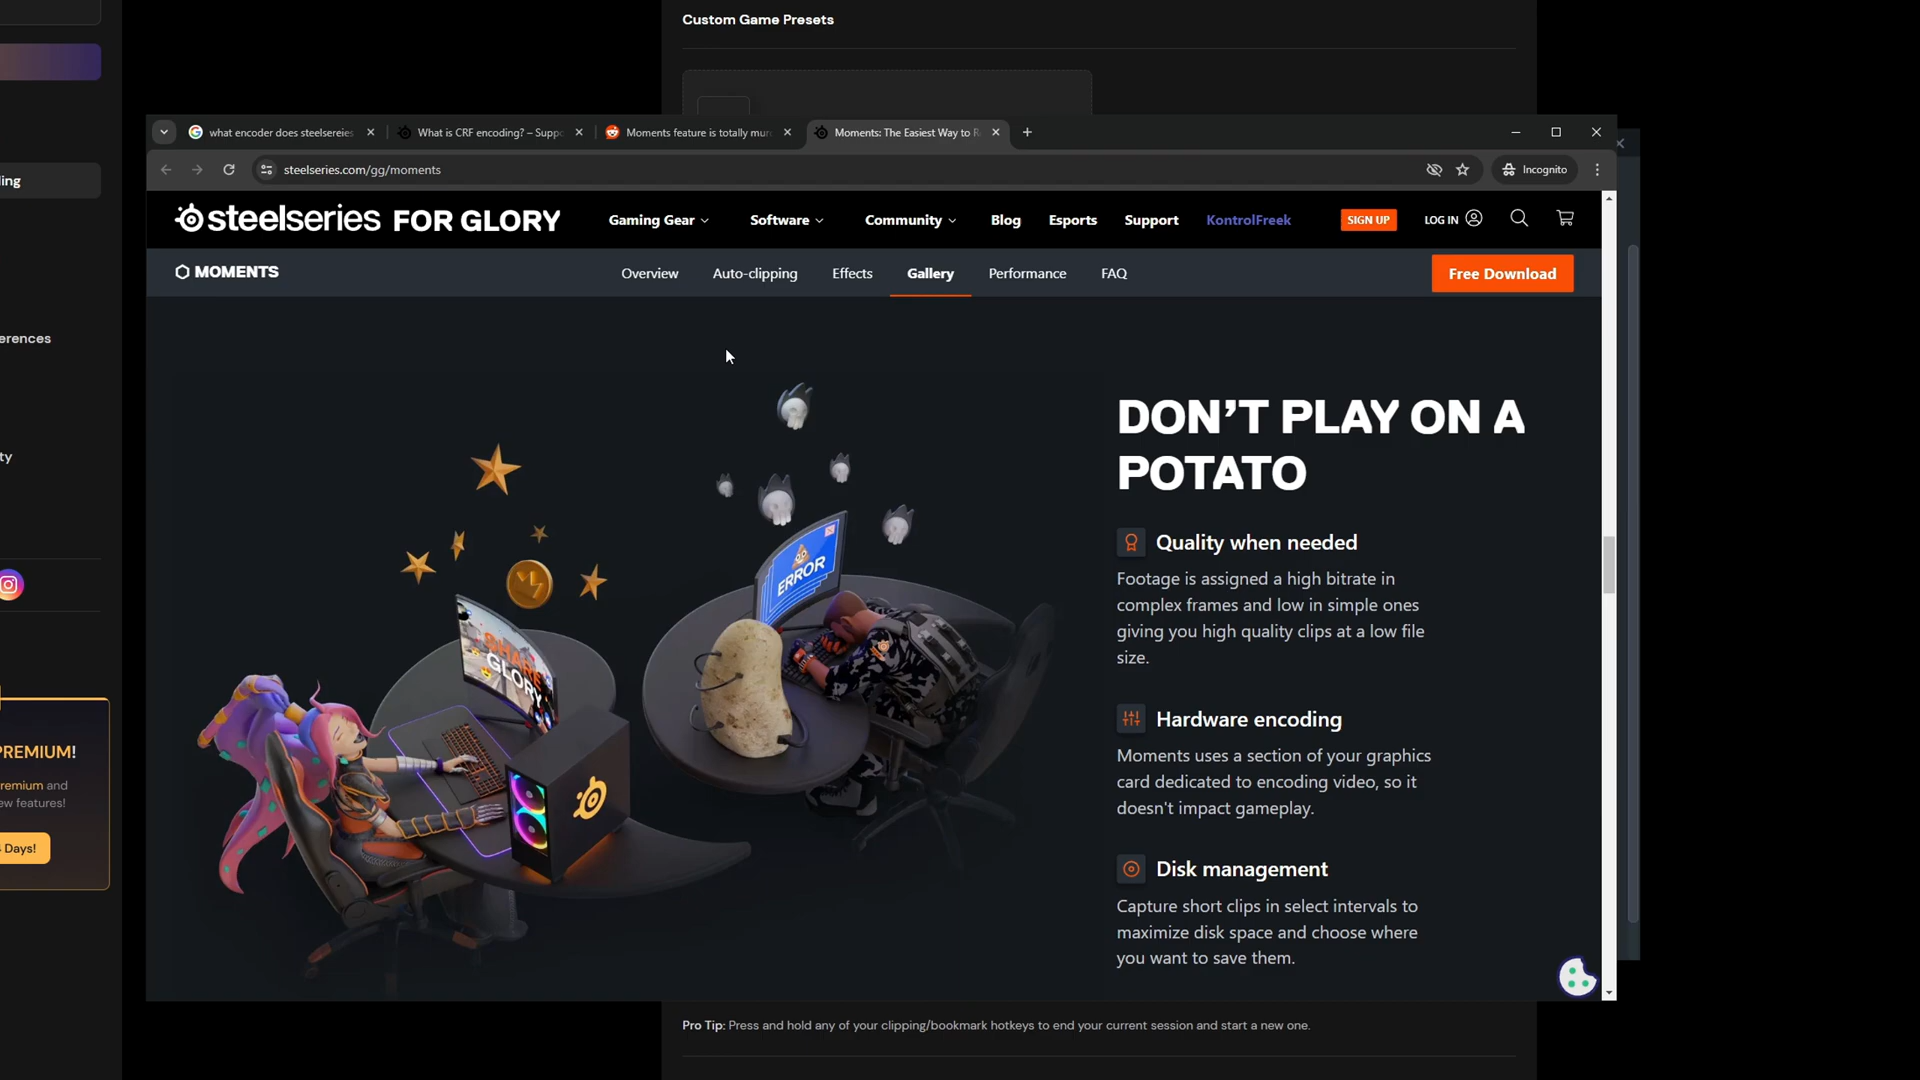 Custom Game Presets
what encoder does steelsereies
What is CRF encoding? – Supp
Moments feature is totally mur
Moments: The Easiest Way to R
steelseries.com/gg/moments
Incognito
steelseries FOR GLORY
Gaming Gear
Software
Community
Blog
Esports
Support
KontrolFreek
SIGN UP
LOG IN
MOMENTS
Overview
Auto-clipping
Effects
Gallery
Performance
FAQ
Free Download
ling
erences
ty
PREMIUM!
remium and
ew features!
Days!
ERROR
SHARE
GLORY
DON'T PLAY ON A
POTATO
Quality when needed
Footage is assigned a high bitrate in
complex frames and low in simple ones
giving you high quality clips at a low file
size.
Hardware encoding
Moments uses a section of your graphics
card dedicated to encoding video, so it
doesn't impact gameplay.
Disk management
Capture short clips in select intervals to
maximize disk space and choose where
you want to save them.
Pro Tip: Press and hold any of your clipping/bookmark hotkeys to end your current session and start a new one.